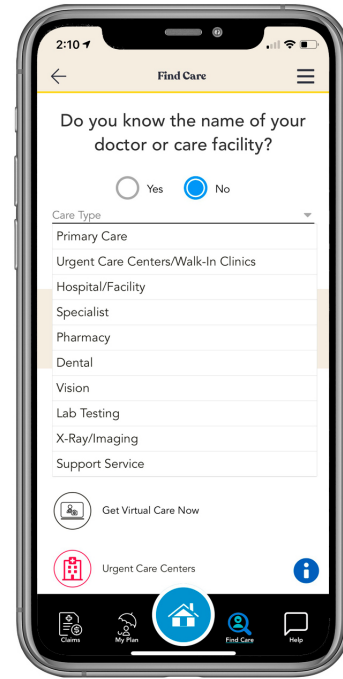 2:10
Find Care
Do you know the name of your
doctor or care facility?
Yes No
Care Type
Primary Care
Urgent Care Centers/Walk-In Clinics
Hospital/Facility
Specialist
Pharmacy
Dental
Vision
Lab Testing
X-Ray/Imaging
Support Service
Get Virtual Care Now
Urgent Care Centers
Claims My Plan Find Care Help